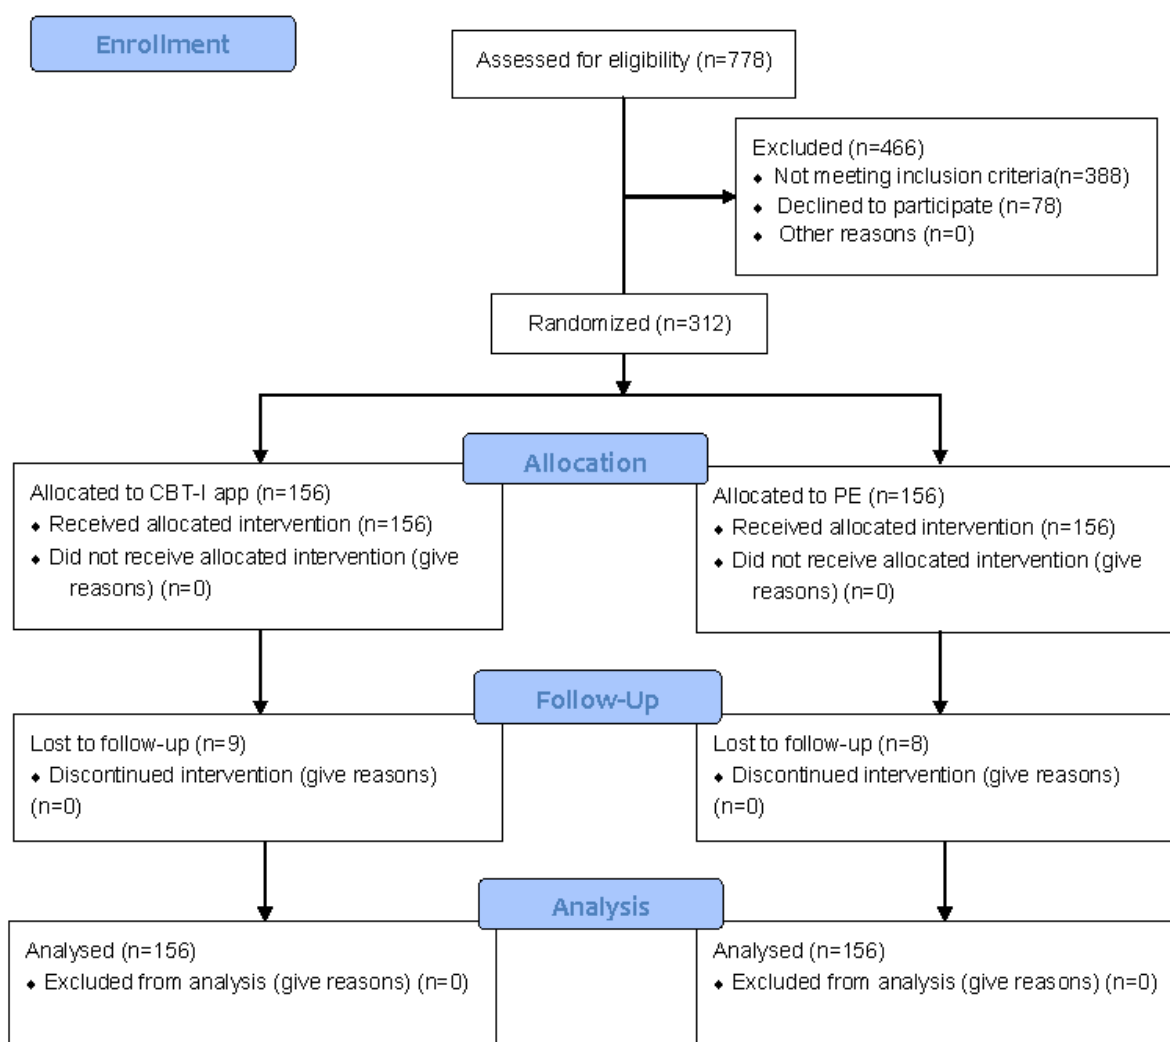 Enrollment
Assessed for eligibility (n=778)
Excluded (n=466)
⬥ Not meeting inclusion criteria(n=388)
⬥ Declined to participate (n=78)
⬥ Other reasons (n=0)
Randomized (n=312)
Allocation
Allocated to CBT-I app (n=156)
⬥ Received allocated intervention (n=156)
⬥ Did not receive allocated intervention (give
reasons) (n=0)
Allocated to PE (n=156)
⬥ Received allocated intervention (n=156)
⬥ Did not receive allocated intervention (give
reasons) (n=0)
Follow-Up
Lost to follow-up (n=9)
⬥ Discontinued intervention (give reasons)
(n=0)
Lost to follow-up (n=8)
⬥ Discontinued intervention (give reasons)
(n=0)
Analysis
Analysed (n=156)
⬥ Excluded from analysis (give reasons) (n=0)
Analysed (n=156)
⬥ Excluded from analysis (give reasons) (n=0)